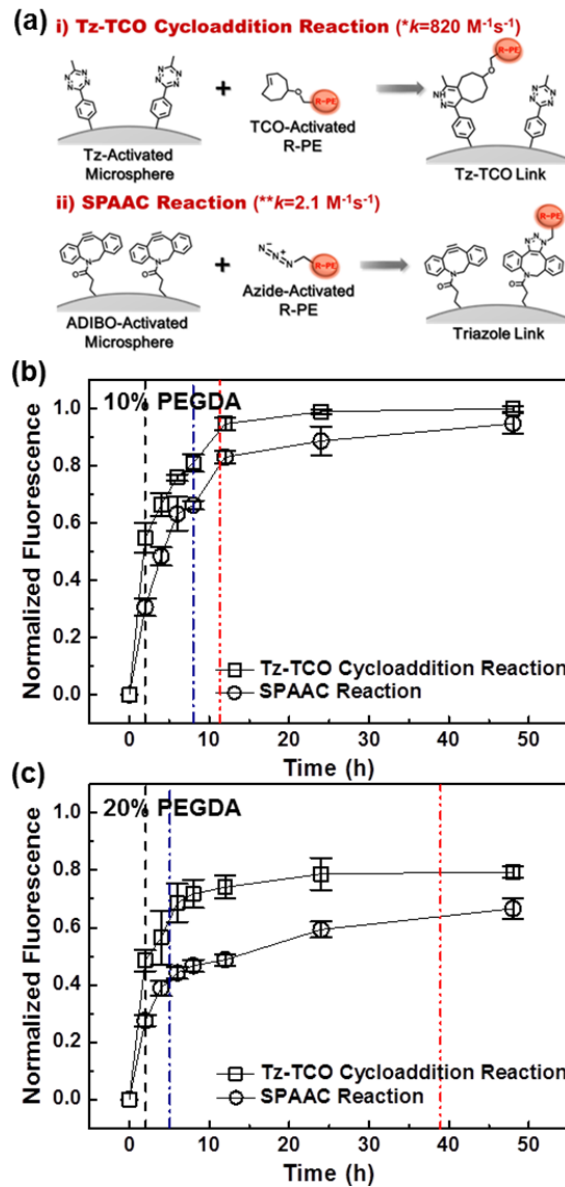 (a)
i) Tz-TCO Cycloaddition Reaction (*k=820 M⁻¹s⁻¹)
R-PE
N N
N N
+
R-PE
TCO-Activated
R-PE
Tz-Activated
Microsphere
Tz-TCO Link
ii) SPAAC Reaction (**k=2.1 M⁻¹s⁻¹)
R-PE
+
R-PE
Azide-Activated
R-PE
ADIBO-Activated
Microsphere
Triazole Link
(b)
10% PEGDA
Normalized Fluorescence
1.0
0.8
0.6
0.4
0.2
0.0
Tz-TCO Cycloaddition Reaction
SPAAC Reaction
0 10 20 30 40 50
Time (h)
(c)
20% PEGDA
Normalized Fluorescence
1.0
0.8
0.6
0.4
0.2
0.0
Tz-TCO Cycloaddition Reaction
SPAAC Reaction
0 10 20 30 40 50
Time (h)